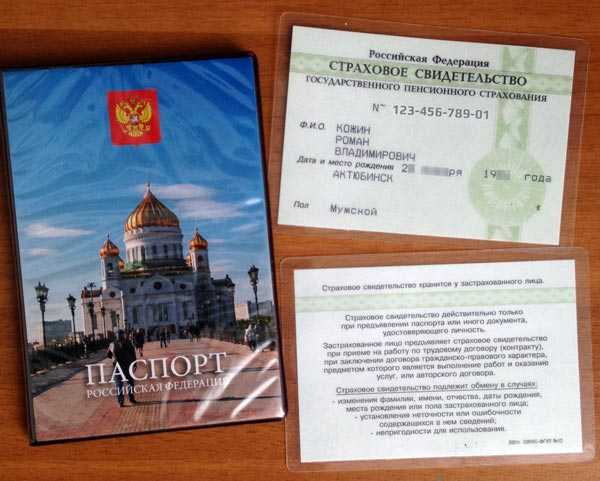 ПАСПОРТ
РОССИЙСКАЯ ФЕДЕРАЦИЯ
Российская Федерация
СТРАХОВОЕ СВИДЕТЕЛЬСТВО
ГОСУДАРСТВЕННОГО ПЕНСИОННОГО СТРАХОВАНИЯ
№ 123-456-789-01
Ф.И.О. КОЖИН
РОМАН
ВЛАДИМИРОВИЧ
Дата и место рождения 2 ря 19 года
АКТЮБИНСК
Пол Мужской
Страховое свидетельство хранится у застрахованного лица.
Страховое свидетельство действительно только
при предъявлении паспорта или иного документа,
удостоверяющего личность.
Застрахованное лицо предъявляет страховое свидетельство
при приеме на работу по трудовому договору (контракту),
при заключении договора гражданско-правового характера,
предметом которого является выполнение работ и оказание
услуг, или авторского договора.
Страховое свидетельство подлежит обмену в случаях:
- изменения фамилии, имени, отчества, даты рождения,
места рождения или пола застрахованного лица;
- установления неточности или ошибочности
содержащихся в нем сведений;
- непригодности для использования.